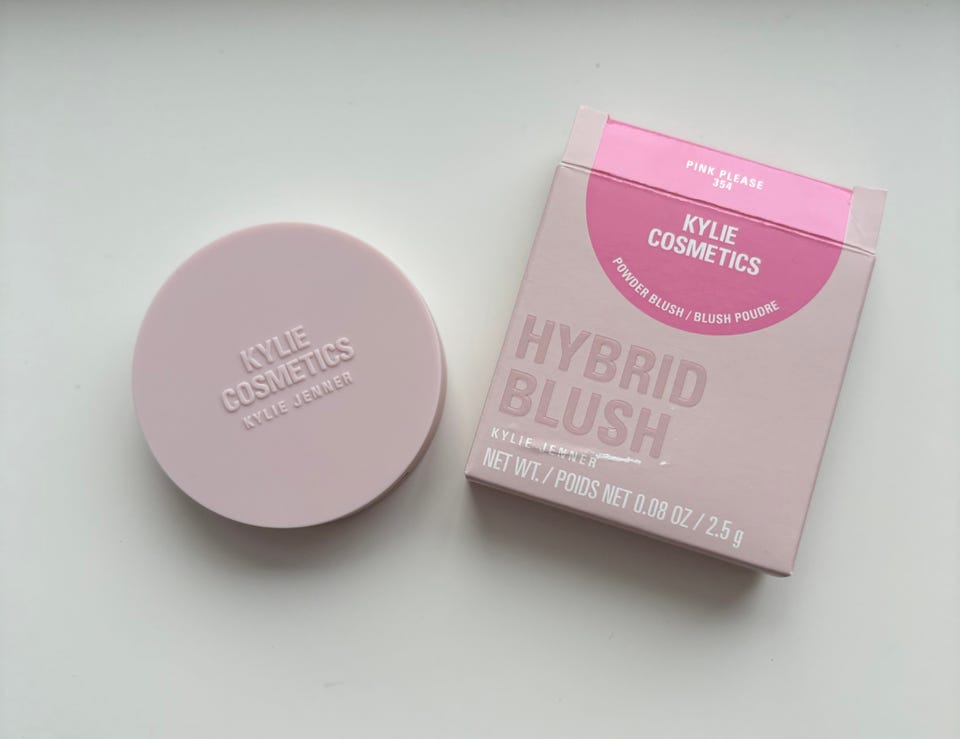 KYLIE
COSMETICS
KYLIE JENNER
PINK PLEASE
354
KYLIE
COSMETICS
POWDER BLUSH / BLUSH POUDRE
HYBRID
BLUSH
KYLIE JENNER
NET WT. / POIDS NET 0.08 OZ / 2.5 g